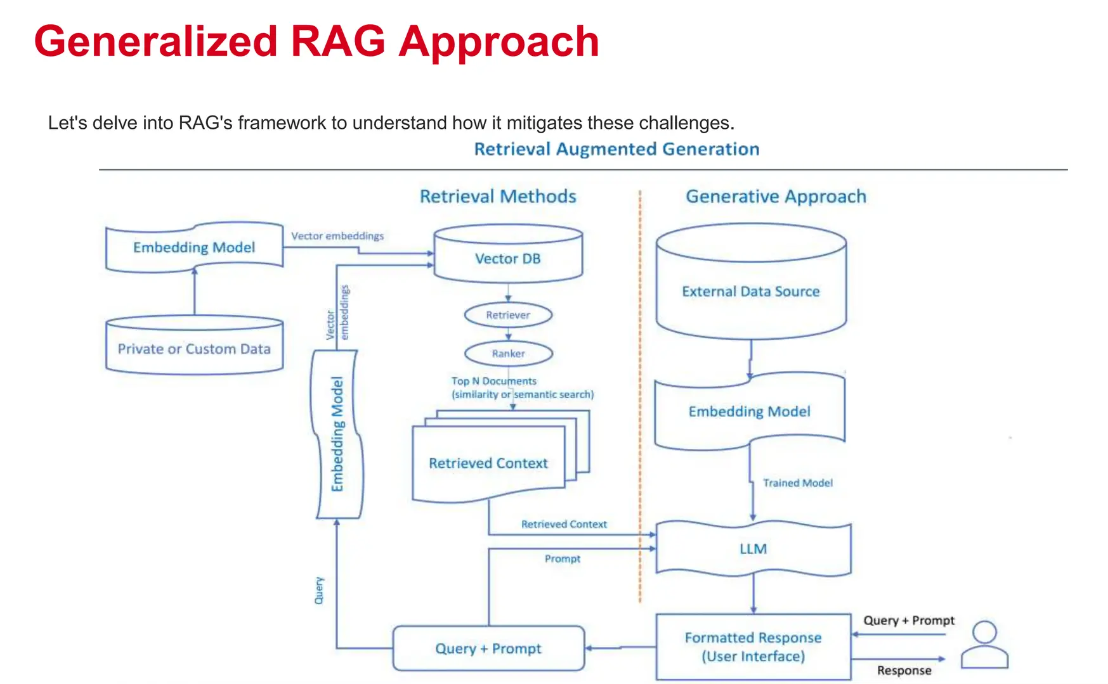 Generalized RAG Approach
Let's delve into RAG's framework to understand how it mitigates these challenges.
Retrieval Augmented Generation
Retrieval Methods
Generative Approach
Embedding Model
Vector embeddings
Vector DB
External Data Source
Vector
embeddings
Retriever
Private or Custom Data
Ranker
Top N Documents
(similarity or semantic search)
Embedding Model
Embedding Model
Retrieved Context
Trained Model
Retrieved Context
LLM
Prompt
Query
Query + Prompt
Formatted Response
(User Interface)
Query + Prompt
Response